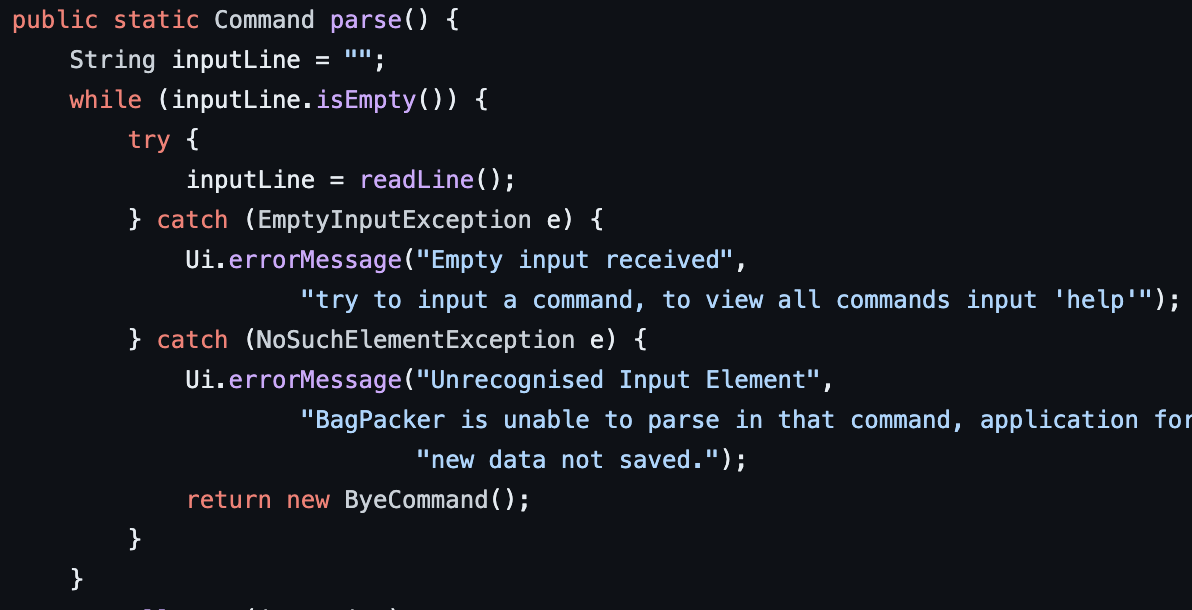 public static Command parse() {
    String inputLine = "";
    while (inputLine.isEmpty()) {
        try {
            inputLine = readLine();
        } catch (EmptyInputException e) {
            Ui.errorMessage("Empty input received",
                    "try to input a command, to view all commands input 'help'");
        } catch (NoSuchElementException e) {
            Ui.errorMessage("Unrecognised Input Element",
                    "BagPacker is unable to parse in that command, application for
                            "new data not saved.");
            return new ByeCommand();
        }
    }